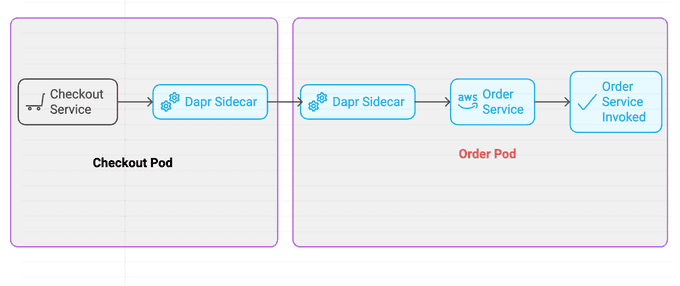 Checkout
Service
Dapr Sidecar
Dapr Sidecar
aws
Order
Service
Order
Service
Invoked
Checkout Pod
Order Pod